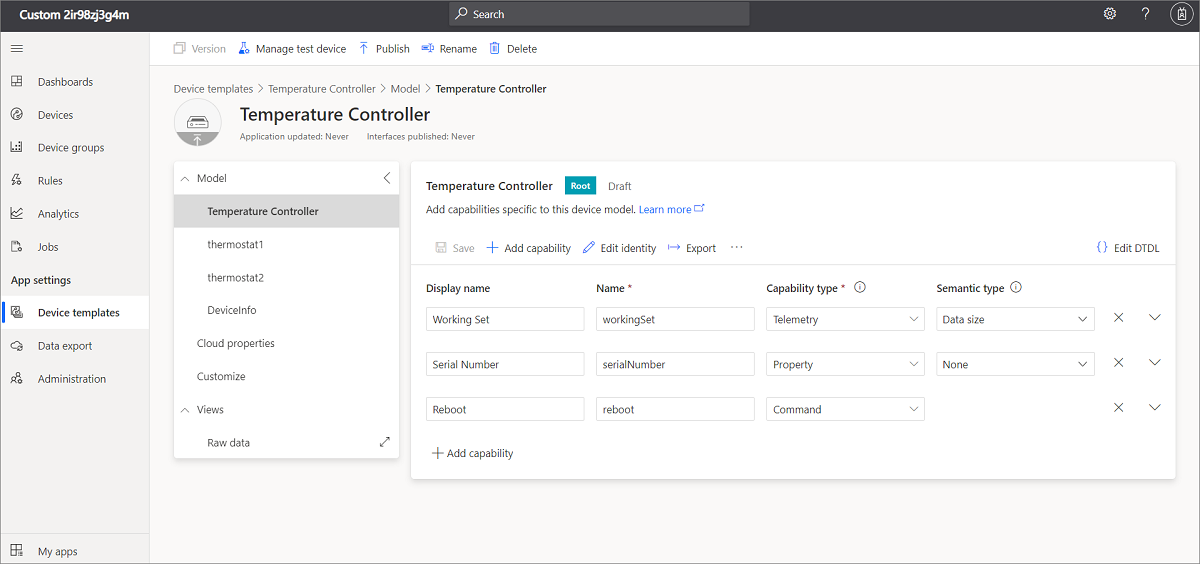 Custom 2ir98zj3g4m
Search
?
Version Manage test device Publish Rename Delete
Dashboards
Devices
Device groups
Rules
Analytics
Jobs
App settings
Device templates
Data export
Administration
My apps
Device templates > Temperature Controller > Model > Temperature Controller
Temperature Controller
Application updated: Never Interfaces published: Never
Model
Temperature Controller
thermostat1
thermostat2
DeviceInfo
Cloud properties
Customize
Views
Raw data
Temperature Controller Root Draft
Add capabilities specific to this device model. Learn more
Save Add capability Edit identity Export ··· {} Edit DTDL
Display name Name * Capability type * Semantic type
Working Set workingSet Telemetry Data size
Serial Number serialNumber Property None
Reboot reboot Command
Add capability